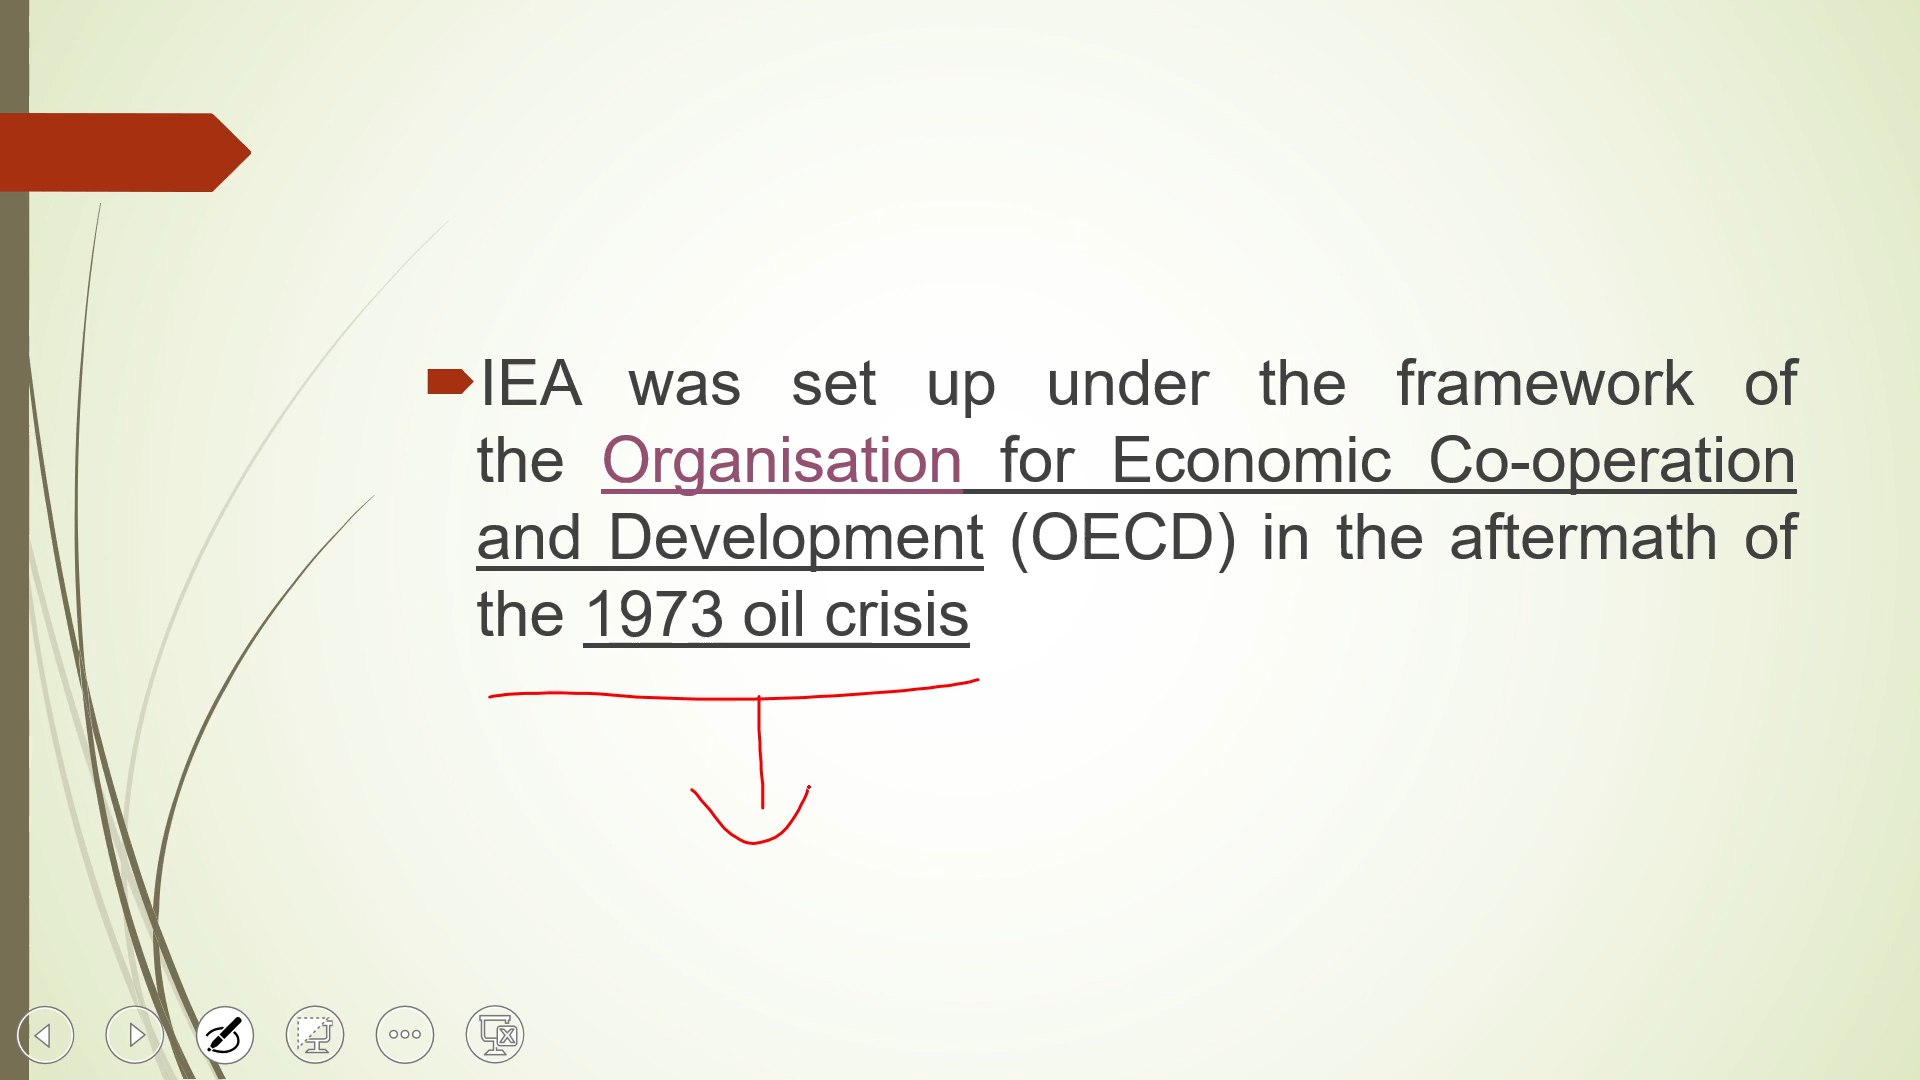 IEA was set up under the framework of
the Organisation for Economic Co-operation
and Development (OECD) in the aftermath of
the 1973 oil crisis